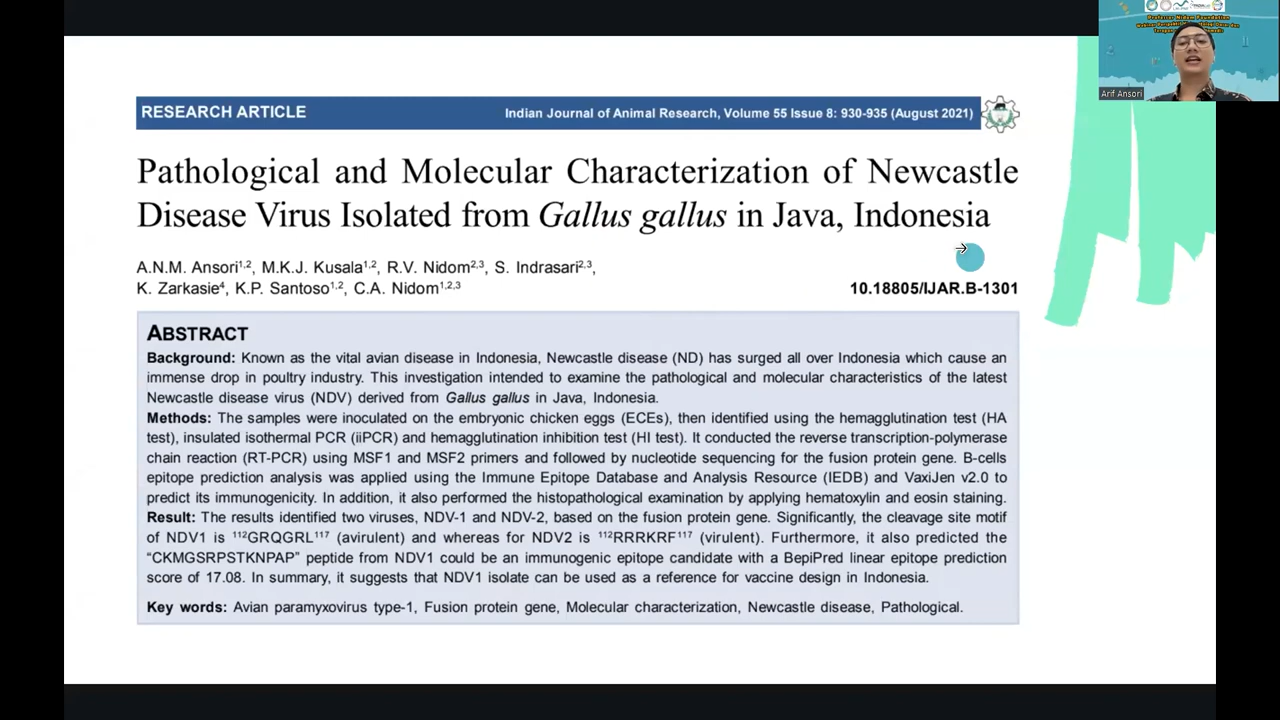 RESEARCH ARTICLE
Indian Journal of Animal Research, Volume 55 Issue 8: 930-935 (August 2021)
Pathological and Molecular Characterization of Newcastle
Disease Virus Isolated from Gallus gallus in Java, Indonesia
A.N.M. Ansori1,2, M.K.J. Kusala1,2, R.V. Nidom2,3, S. Indrasari2,3,
K. Zarkasie4, K.P. Santoso1,2, C.A. Nidom1,2,3
10.18805/IJAR.B-1301
ABSTRACT
Background: Known as the vital avian disease in Indonesia, Newcastle disease (ND) has surged all over Indonesia which cause an
immense drop in poultry industry. This investigation intended to examine the pathological and molecular characteristics of the latest
Newcastle disease virus (NDV) derived from Gallus gallus in Java, Indonesia.
Methods: The samples were inoculated on the embryonic chicken eggs (ECEs), then identified using the hemagglutination test (HA
test), insulated isothermal PCR (iiPCR) and hemagglutination inhibition test (HI test). It conducted the reverse transcription-polymerase
chain reaction (RT-PCR) using MSF1 and MSF2 primers and followed by nucleotide sequencing for the fusion protein gene. B-cells
epitope prediction analysis was applied using the Immune Epitope Database and Analysis Resource (IEDB) and VaxiJen v2.0 to
predict its immunogenicity. In addition, it also performed the histopathological examination by applying hematoxylin and eosin staining.
Result: The results identified two viruses, NDV-1 and NDV-2, based on the fusion protein gene. Significantly, the cleavage site motif
of NDV1 is 112GRQGRL117 (avirulent) and whereas for NDV2 is 112RRRKRF117 (virulent). Furthermore, it also predicted the
“CKMGSRPSTKNPAP” peptide from NDV1 could be an immunogenic epitope candidate with a BepiPred linear epitope prediction
score of 17.08. In summary, it suggests that NDV1 isolate can be used as a reference for vaccine design in Indonesia.
Key words: Avian paramyxovirus type-1, Fusion protein gene, Molecular characterization, Newcastle disease, Pathological.
Professor Nidom Foundation
Arif Ansori